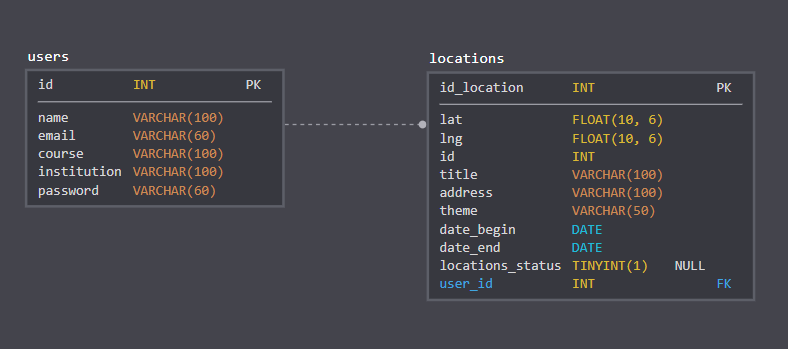 users
id INT PK
name VARCHAR(100)
email VARCHAR(60)
course VARCHAR(100)
institution VARCHAR(100)
password VARCHAR(60)
locations
id_location INT PK
lat FLOAT(10, 6)
lng FLOAT(10, 6)
id INT
title VARCHAR(100)
address VARCHAR(100)
theme VARCHAR(50)
date_begin DATE
date_end DATE
locations_status TINYINT(1) NULL
user_id INT FK